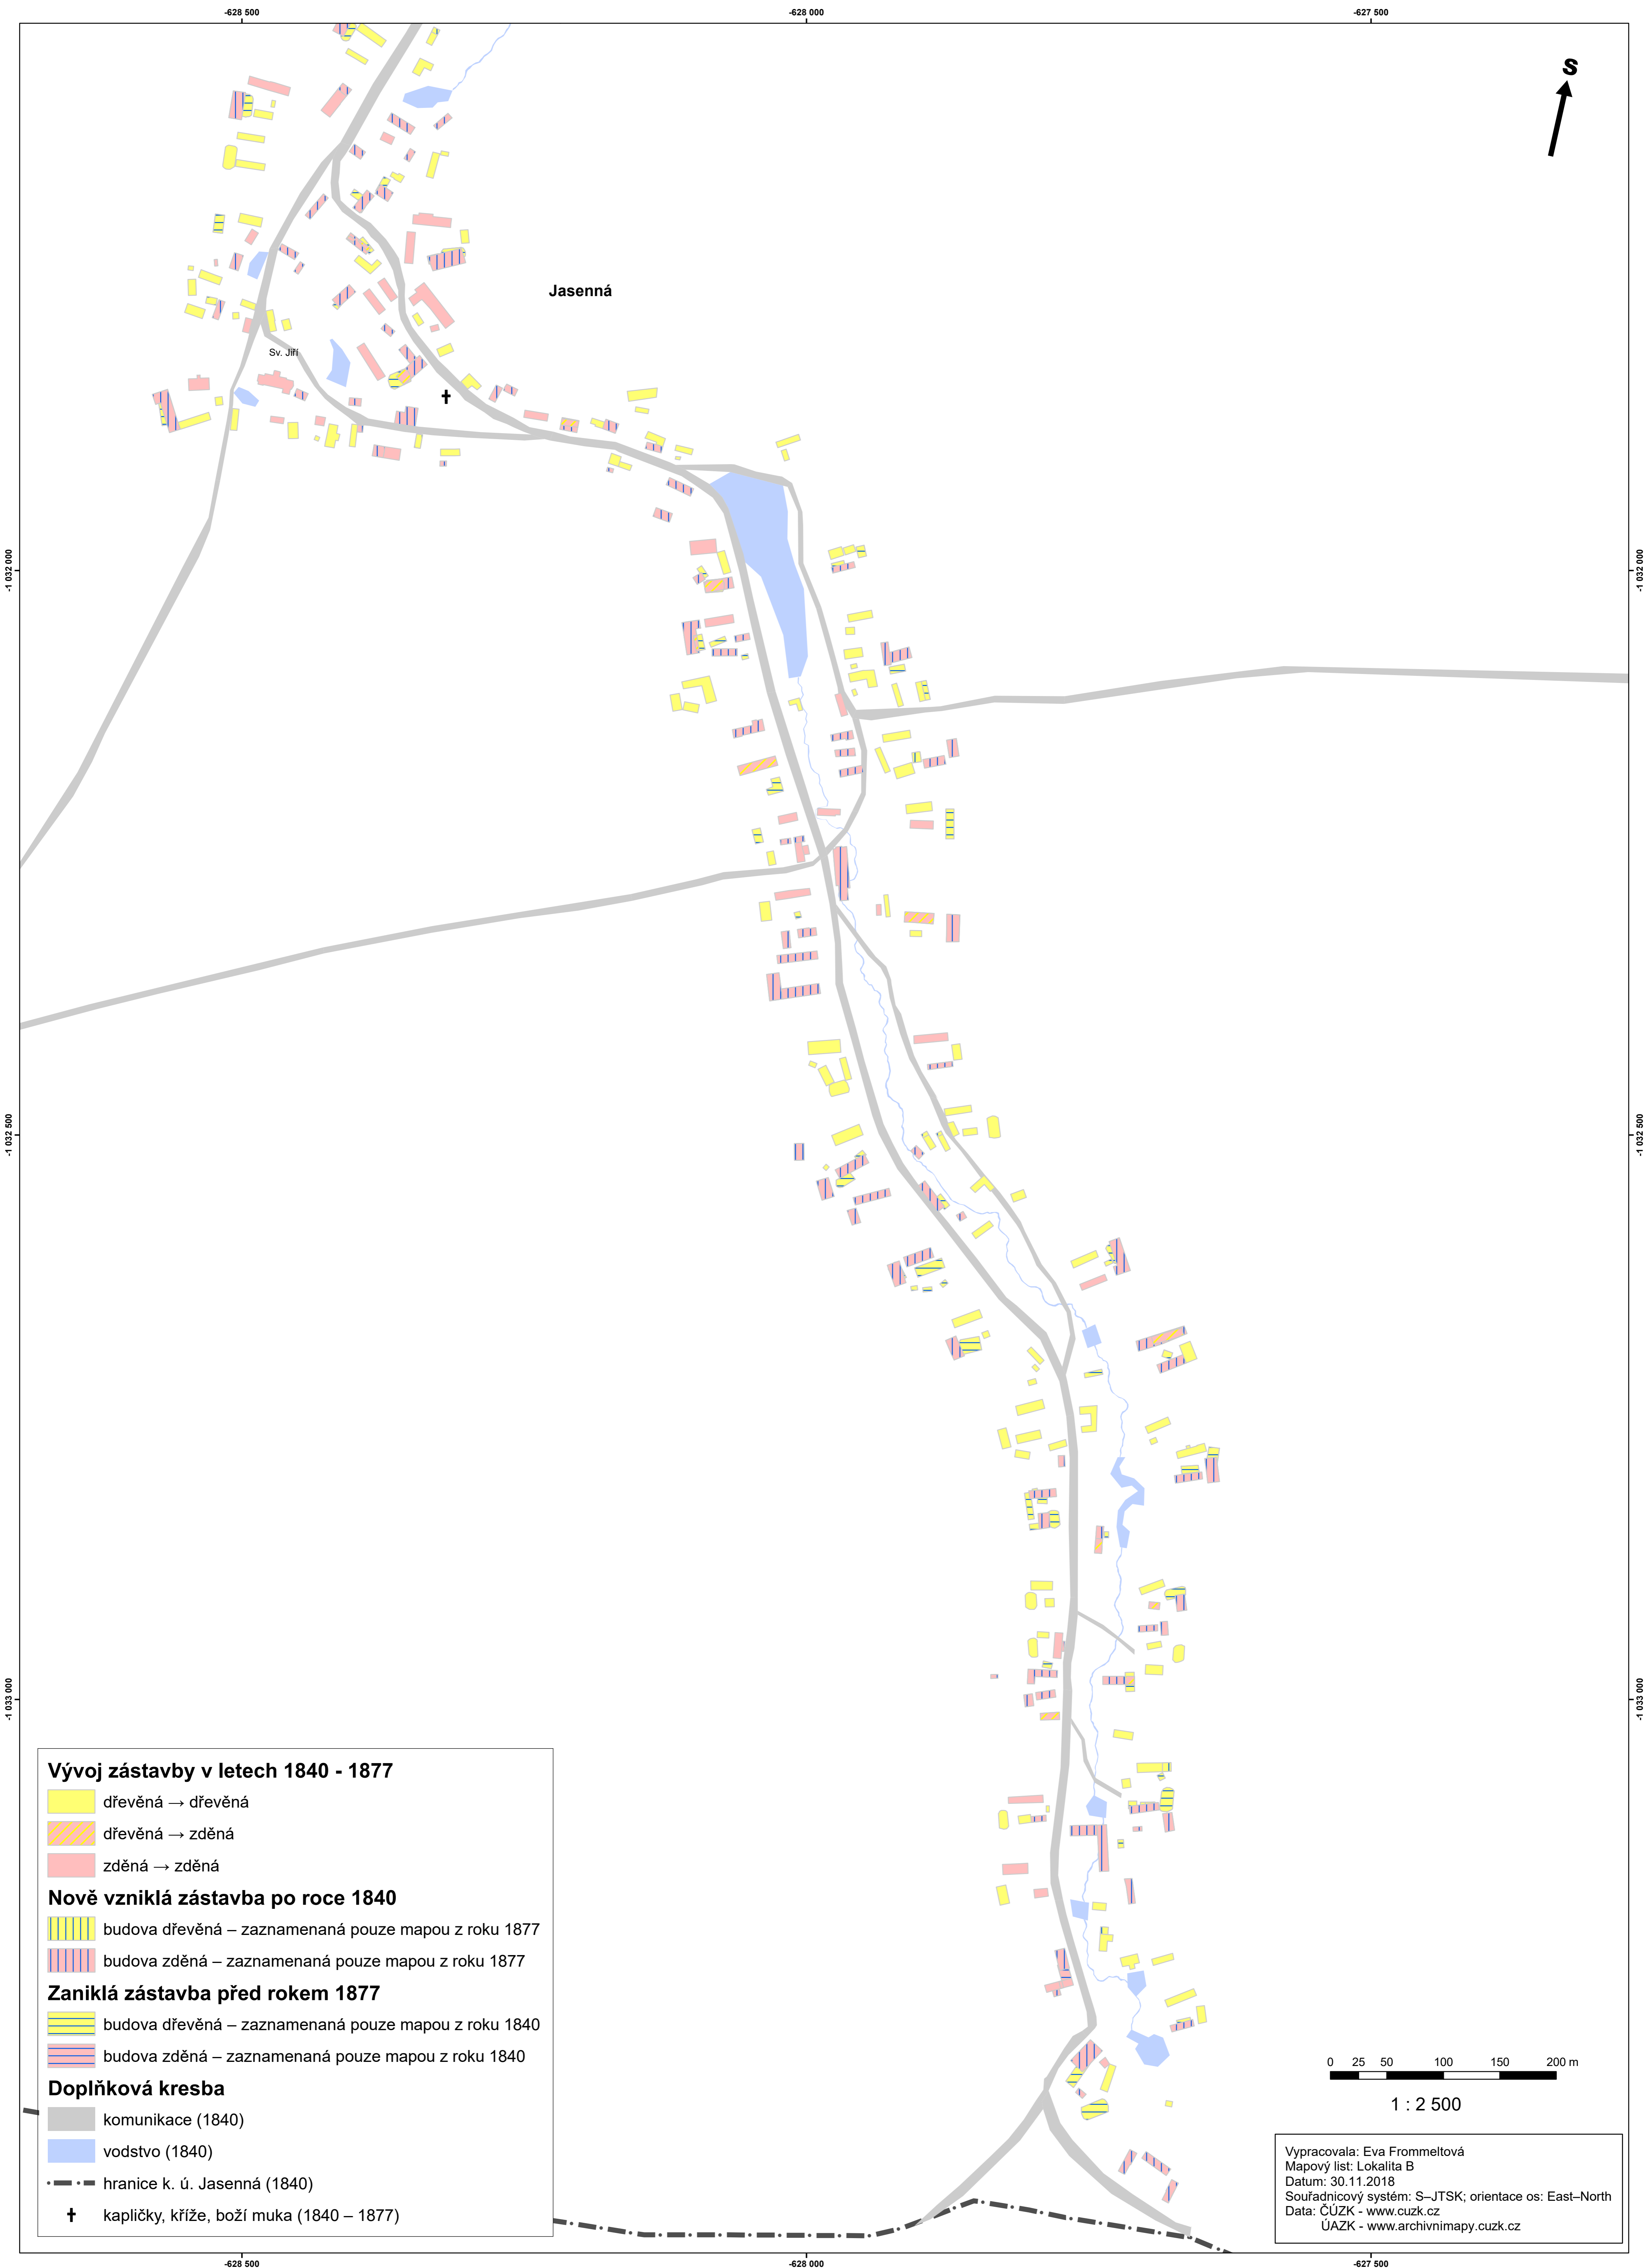 -628 500
-628 000
-627 500
S
Jasenná
Sv. Jiří
-1 032 000
-1 032 000
-1 032 500
-1 032 500
-1 033 000
-1 033 000
Vývoj zástavby v letech 1840 - 1877
dřevěná → dřevěná
dřevěná → zděná
zděná → zděná
Nově vzniklá zástavba po roce 1840
budova dřevěná – zaznamenaná pouze mapou z roku 1877
budova zděná – zaznamenaná pouze mapou z roku 1877
Zaniklá zástavba před rokem 1877
budova dřevěná – zaznamenaná pouze mapou z roku 1840
budova zděná – zaznamenaná pouze mapou z roku 1840
Doplňková kresba
komunikace (1840)
vodstvo (1840)
hranice k. ú. Jasenná (1840)
kapličky, kříže, boží muka (1840 – 1877)
0 25 50 100 150 200 m
1 : 2 500
Vypracovala: Eva Frommeltová
Mapový list: Lokalita B
Datum: 30.11.2018
Souřadnicový systém: S–JTSK; orientace os: East–North
Data: ČÚZK - www.cuzk.cz
ÚAZK - www.archivnimapy.cuzk.cz
-628 500
-628 000
-627 500